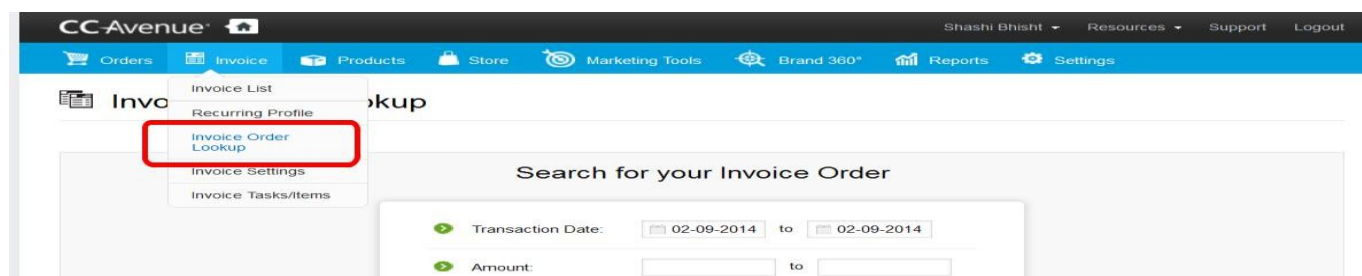 CCAvenue
Shashi Bhisht Resources Support Logout
Orders Invoice Products Store Marketing Tools Brand 360° Reports Settings
Invoice List
Recurring Profile
Invoice Order
Lookup
Invoice Settings
Invoice Tasks/Items
Invo kup
Search for your Invoice Order
Transaction Date: 02-09-2014 to 02-09-2014
Amount: to